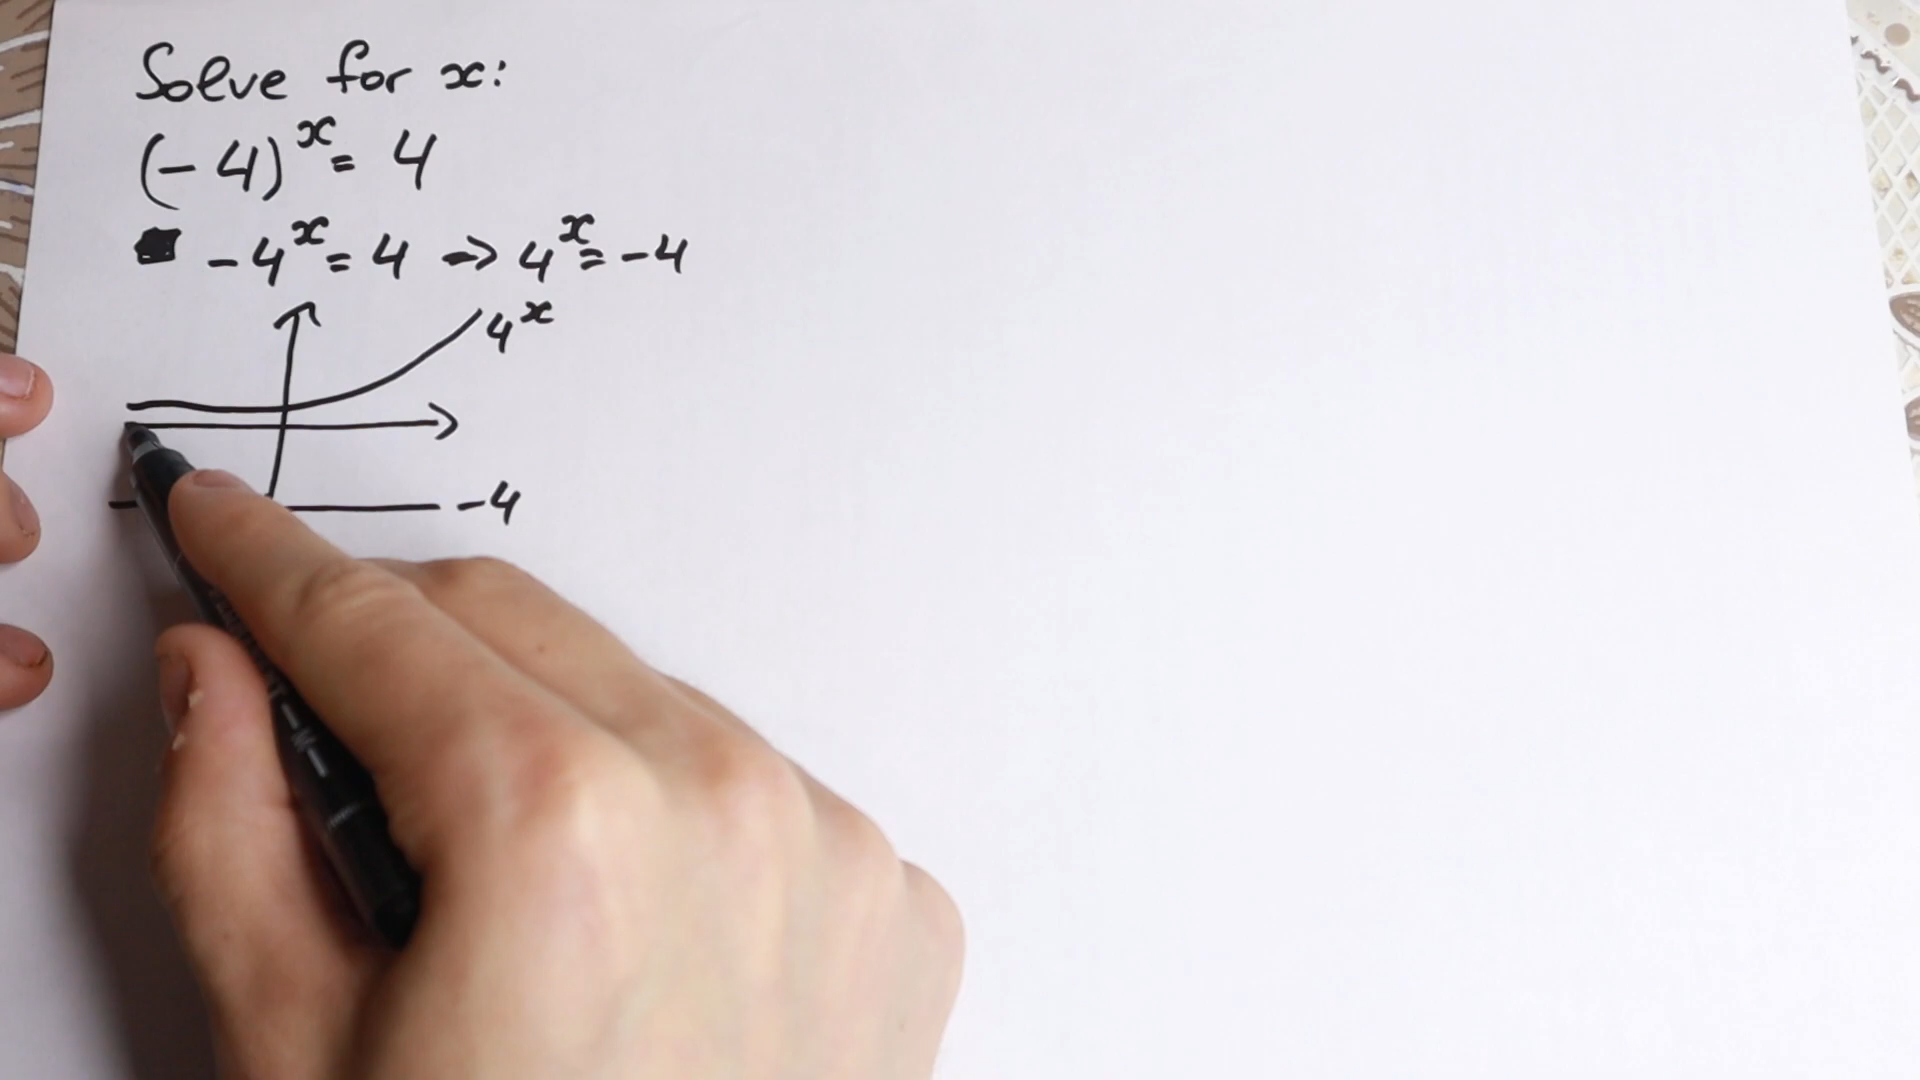 Solve for x:
(-4)^x = 4
-4^x = 4 => 4^x = -4
4^x
-4